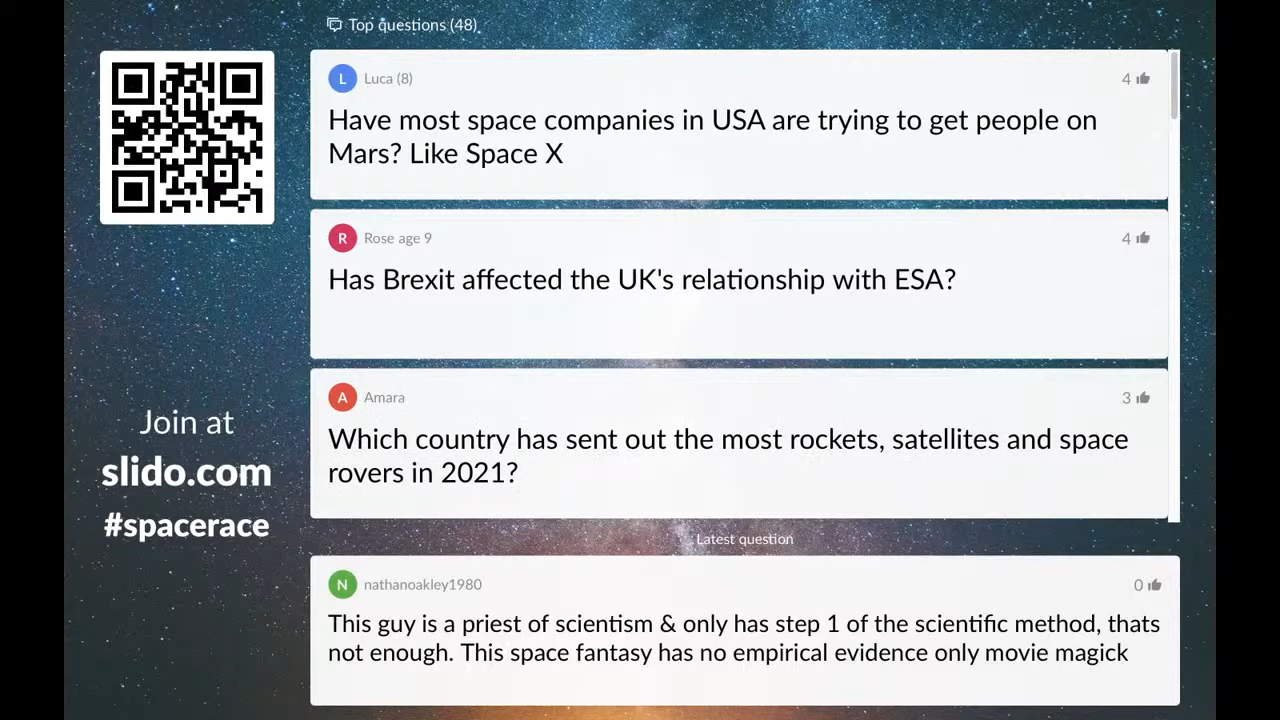 Top questions (48)
L Luca (8) 4
Have most space companies in USA are trying to get people on
Mars? Like Space X
R Rose age 9 4
Has Brexit affected the UK's relationship with ESA?
A Amara 3
Which country has sent out the most rockets, satellites and space
rovers in 2021?
Join at
slido.com
#spacerace
Latest question
N nathanoakley1980 0
This guy is a priest of scientism & only has step 1 of the scientific method, thats
not enough. This space fantasy has no empirical evidence only movie magick